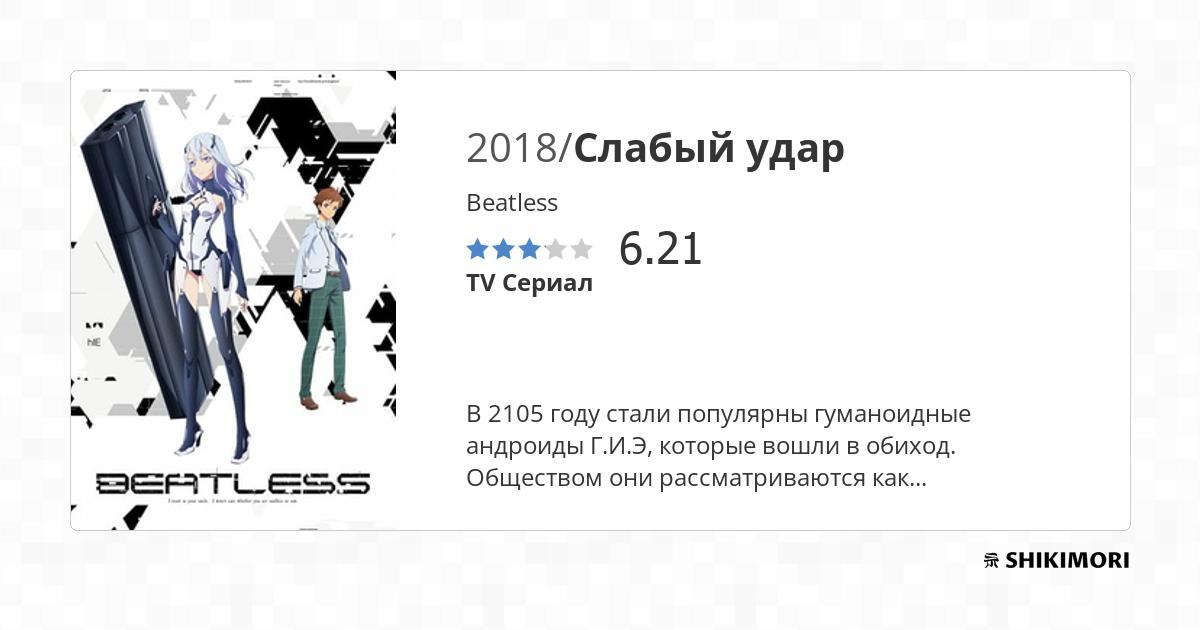 2018/Слабый удар
Beatless
6.21
TV Сериал
В 2105 году стали популярны гуманоидные
андроиды Г.И.Э, которые вошли в обиход.
Обществом они рассматриваются как...
hIE
BEATLESS
SHIKIMORI